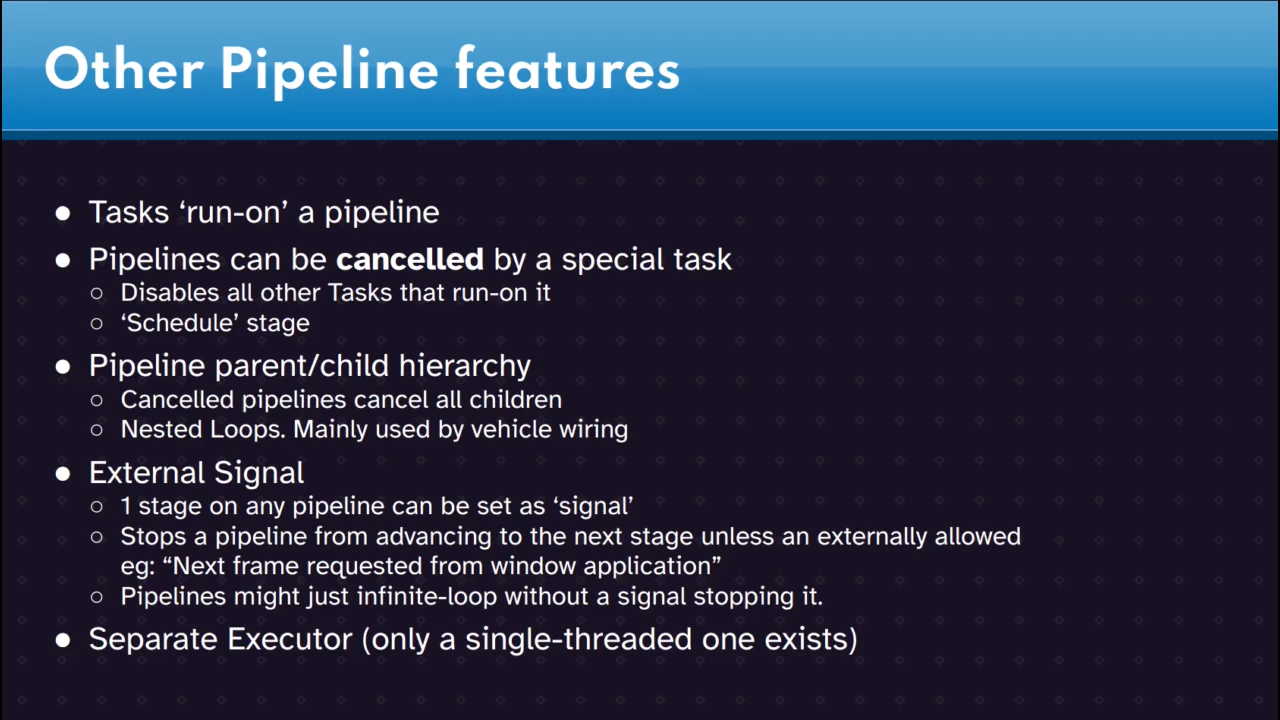 Other Pipeline features
● Tasks ‘run-on’ a pipeline
● Pipelines can be cancelled by a special task
○ Disables all other Tasks that run-on it
○ ‘Schedule’ stage
● Pipeline parent/child hierarchy
○ Cancelled pipelines cancel all children
○ Nested Loops. Mainly used by vehicle wiring
● External Signal
○ 1 stage on any pipeline can be set as ‘signal’
○ Stops a pipeline from advancing to the next stage unless an externally allowed
eg: “Next frame requested from window application”
○ Pipelines might just infinite-loop without a signal stopping it.
● Separate Executor (only a single-threaded one exists)